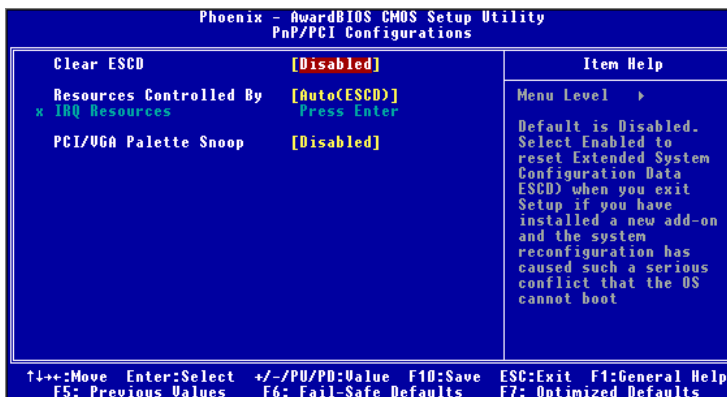 Phoenix - AwardBIOS CMOS Setup Utility
PnP/PCI Configurations
Clear ESCD [Disabled]
Resources Controlled By [Auto(ESCD)]
x IRQ Resources Press Enter
PCI/VGA Palette Snoop [Disabled]
Item Help
Menu Level ▸
Default is Disabled.
Select Enabled to
reset Extended System
Configuration Data
ESCD) when you exit
Setup if you have
installed a new add-on
and the system
reconfiguration has
caused such a serious
conflict that the OS
cannot boot
↑↓→←:Move Enter:Select +/-/PU/PD:Value F10:Save ESC:Exit F1:General Help
F5: Previous Values F6: Fail-Safe Defaults F7: Optimized Defaults